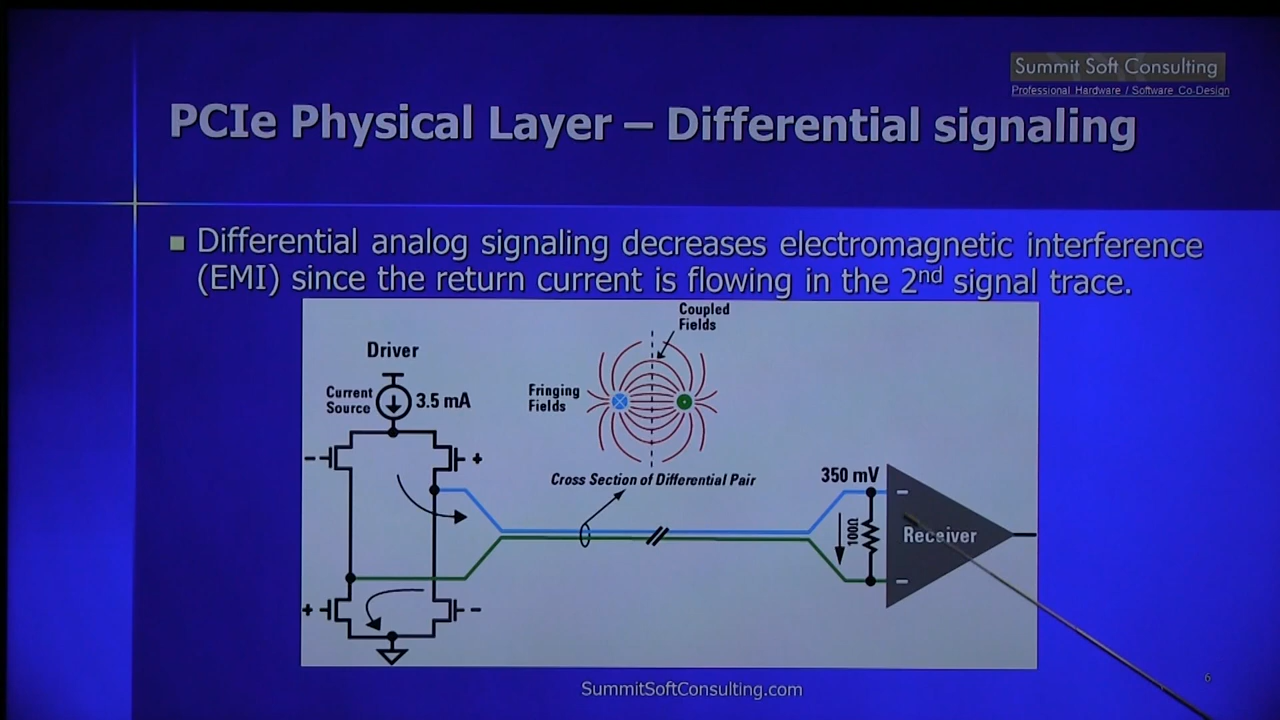 Summit Soft Consulting
Professional Hardware / Software Co-Design
PCIe Physical Layer – Differential signaling
Differential analog signaling decreases electromagnetic interference
(EMI) since the return current is flowing in the 2nd signal trace.
Coupled
Fields
Driver
Current
Source
3.5 mA
Fringing
Fields
–
+
Cross Section of Differential Pair
350 mV
–
100Ω
Receiver
–
+
–
SummitSoftConsulting.com
6